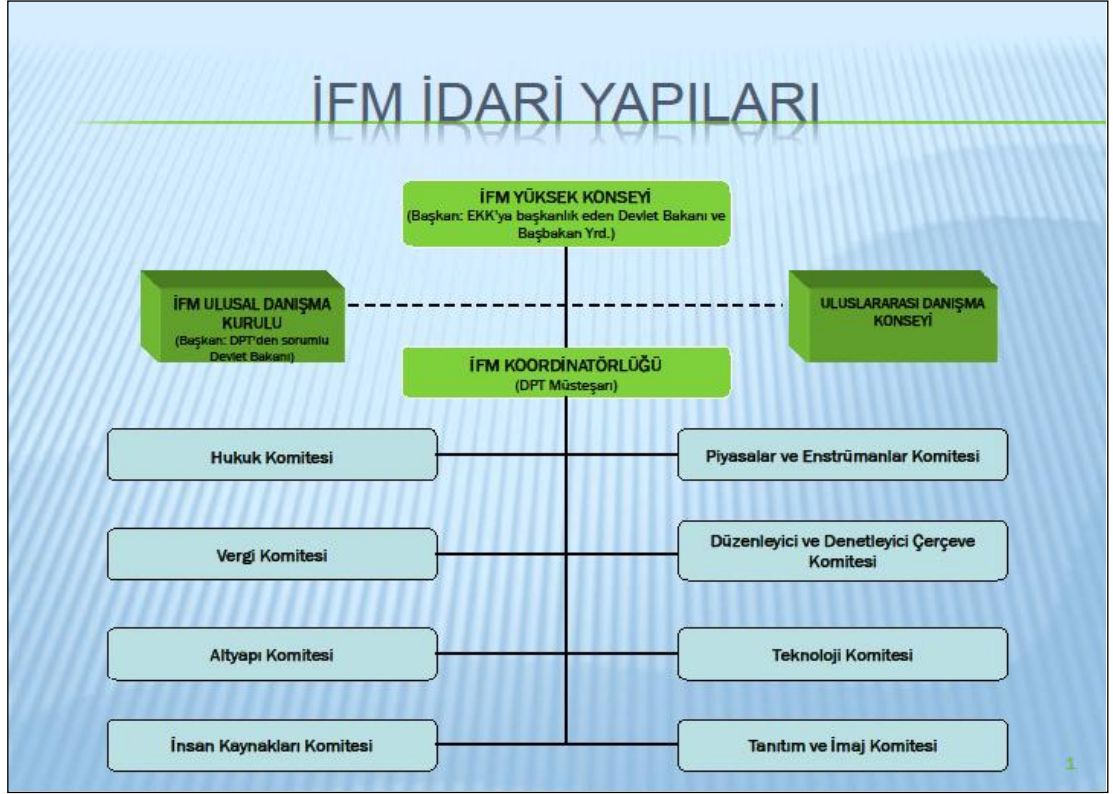 İFM İDARİ YAPILARI
İFM YÜKSEK KONSEYİ
(Başkan: EKK'ya başkanlık eden Devlet Bakanı ve
Başbakan Yrd.)
İFM ULUSAL DANIŞMA
KURULU
(Başkan: DPT'den sorumlu
Devlet Bakanı)
ULUSLARARASI DANIŞMA
KONSEYİ
İFM KOORDİNATÖRLÜĞÜ
(DPT Müsteşarı)
Hukuk Komitesi
Piyasalar ve Enstrümanlar Komitesi
Vergi Komitesi
Düzenleyici ve Denetleyici Çerçeve
Komitesi
Altyapı Komitesi
Teknoloji Komitesi
İnsan Kaynakları Komitesi
Tanıtım ve İmaj Komitesi
1